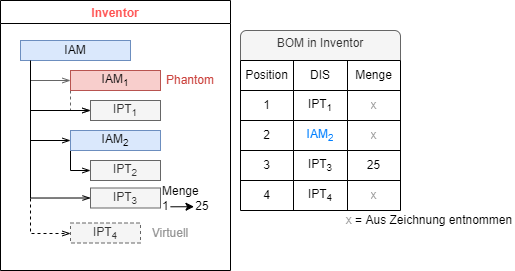 Inventor
IAM
IAM₁ Phantom
IPT₁
IAM₂
IPT₂
IPT₃ Menge
1 → 25
IPT₄ Virtuell
BOM in Inventor
Position DIS Menge
1 IPT₁ x
2 IAM₂ x
3 IPT₃ 25
4 IPT₄ x
x = Aus Zeichnung entnommen